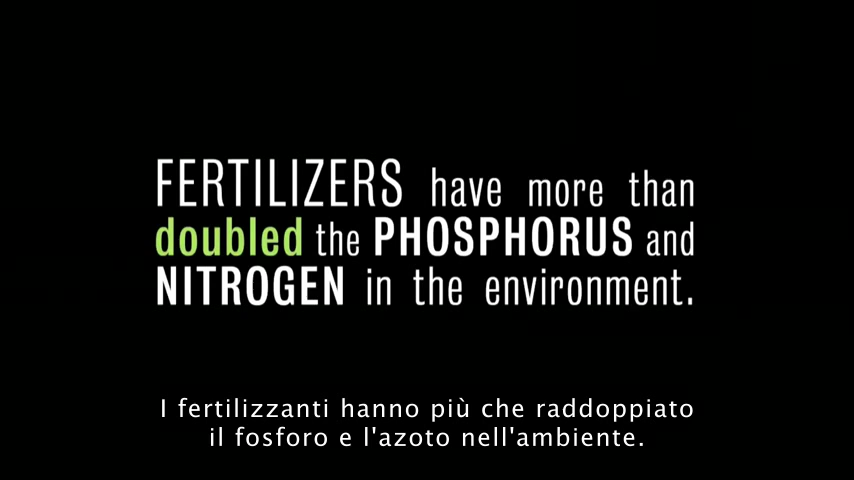 FERTILIZERS have more than
doubled the PHOSPHORUS and
NITROGEN in the environment.
I fertilizzanti hanno più che raddoppiato
il fosforo e l'azoto nell'ambiente.